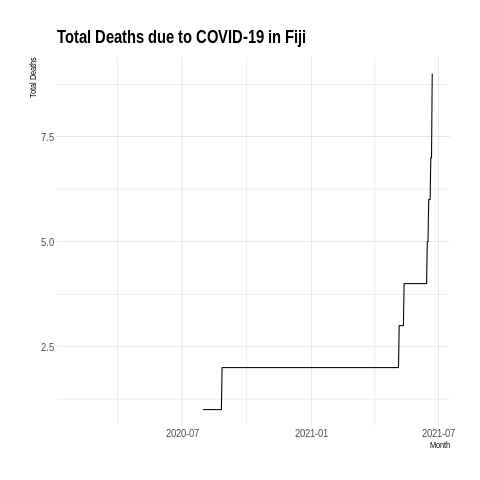 Total Deaths due to COVID-19 in Fiji
Total Deaths
7.5
5.0
2.5
2020-07
2021-01
2021-07
Month